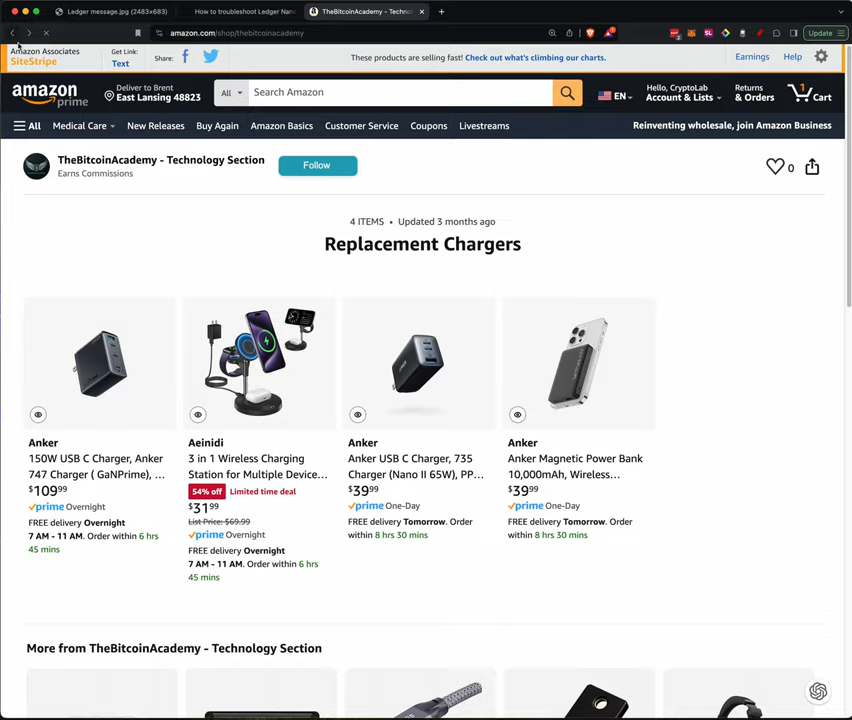 Ledger message.jpg (2483×683)
How to troubleshoot Ledger Nano
TheBitcoinAcademy - Techno
amazon.com/shop/thebitcoinacademy
Update
Amazon Associates
SiteStripe
Get Link:
Text
Share:
These products are selling fast! Check out what's climbing our charts.
Earnings
Help
amazon prime
Deliver to Brent
East Lansing 48823
All
Search Amazon
EN
Hello, CryptoLab
Account & Lists
Returns
& Orders
1
Cart
All
Medical Care
New Releases
Buy Again
Amazon Basics
Customer Service
Coupons
Livestreams
Reinventing wholesale, join Amazon Business
TheBitcoinAcademy - Technology Section
Earns Commissions
Follow
0
4 ITEMS • Updated 3 months ago
Replacement Chargers
Anker
150W USB C Charger, Anker
747 Charger ( GaNPrime), ...
$109⁹⁹
prime Overnight
FREE delivery Overnight
7 AM - 11 AM. Order within 6 hrs
45 mins
Aeinidi
3 in 1 Wireless Charging
Station for Multiple Device...
54% off Limited time deal
$31⁹⁹
List Price: $69.99
prime Overnight
FREE delivery Overnight
7 AM - 11 AM. Order within 6 hrs
45 mins
Anker
Anker USB C Charger, 735
Charger (Nano II 65W), PP...
$39⁹⁹
prime One-Day
FREE delivery Tomorrow. Order
within 8 hrs 30 mins
Anker
Anker Magnetic Power Bank
10,000mAh, Wireless...
$39⁹⁹
prime One-Day
FREE delivery Tomorrow. Order
within 8 hrs 30 mins
More from TheBitcoinAcademy - Technology Section